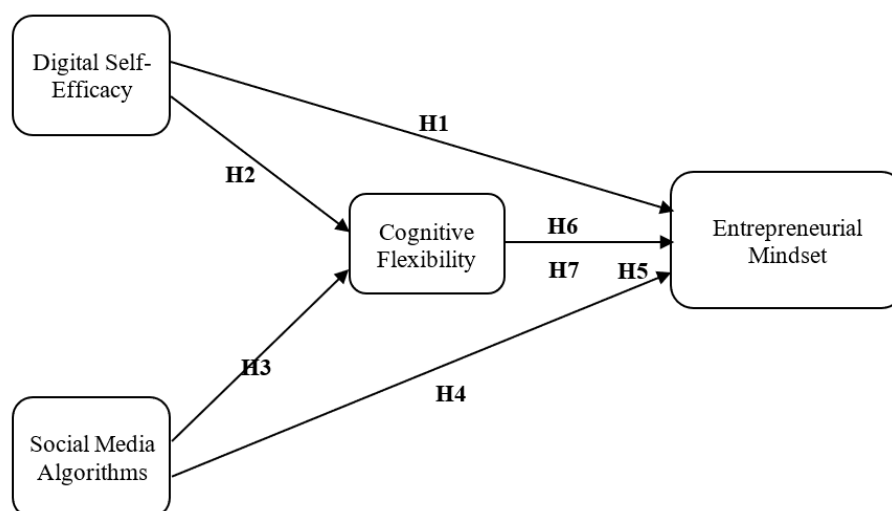 Digital Self-
Efficacy
H1
H2
Cognitive
Flexibility
H6
H7
H5
Entrepreneurial
Mindset
H3
H4
Social Media
Algorithms